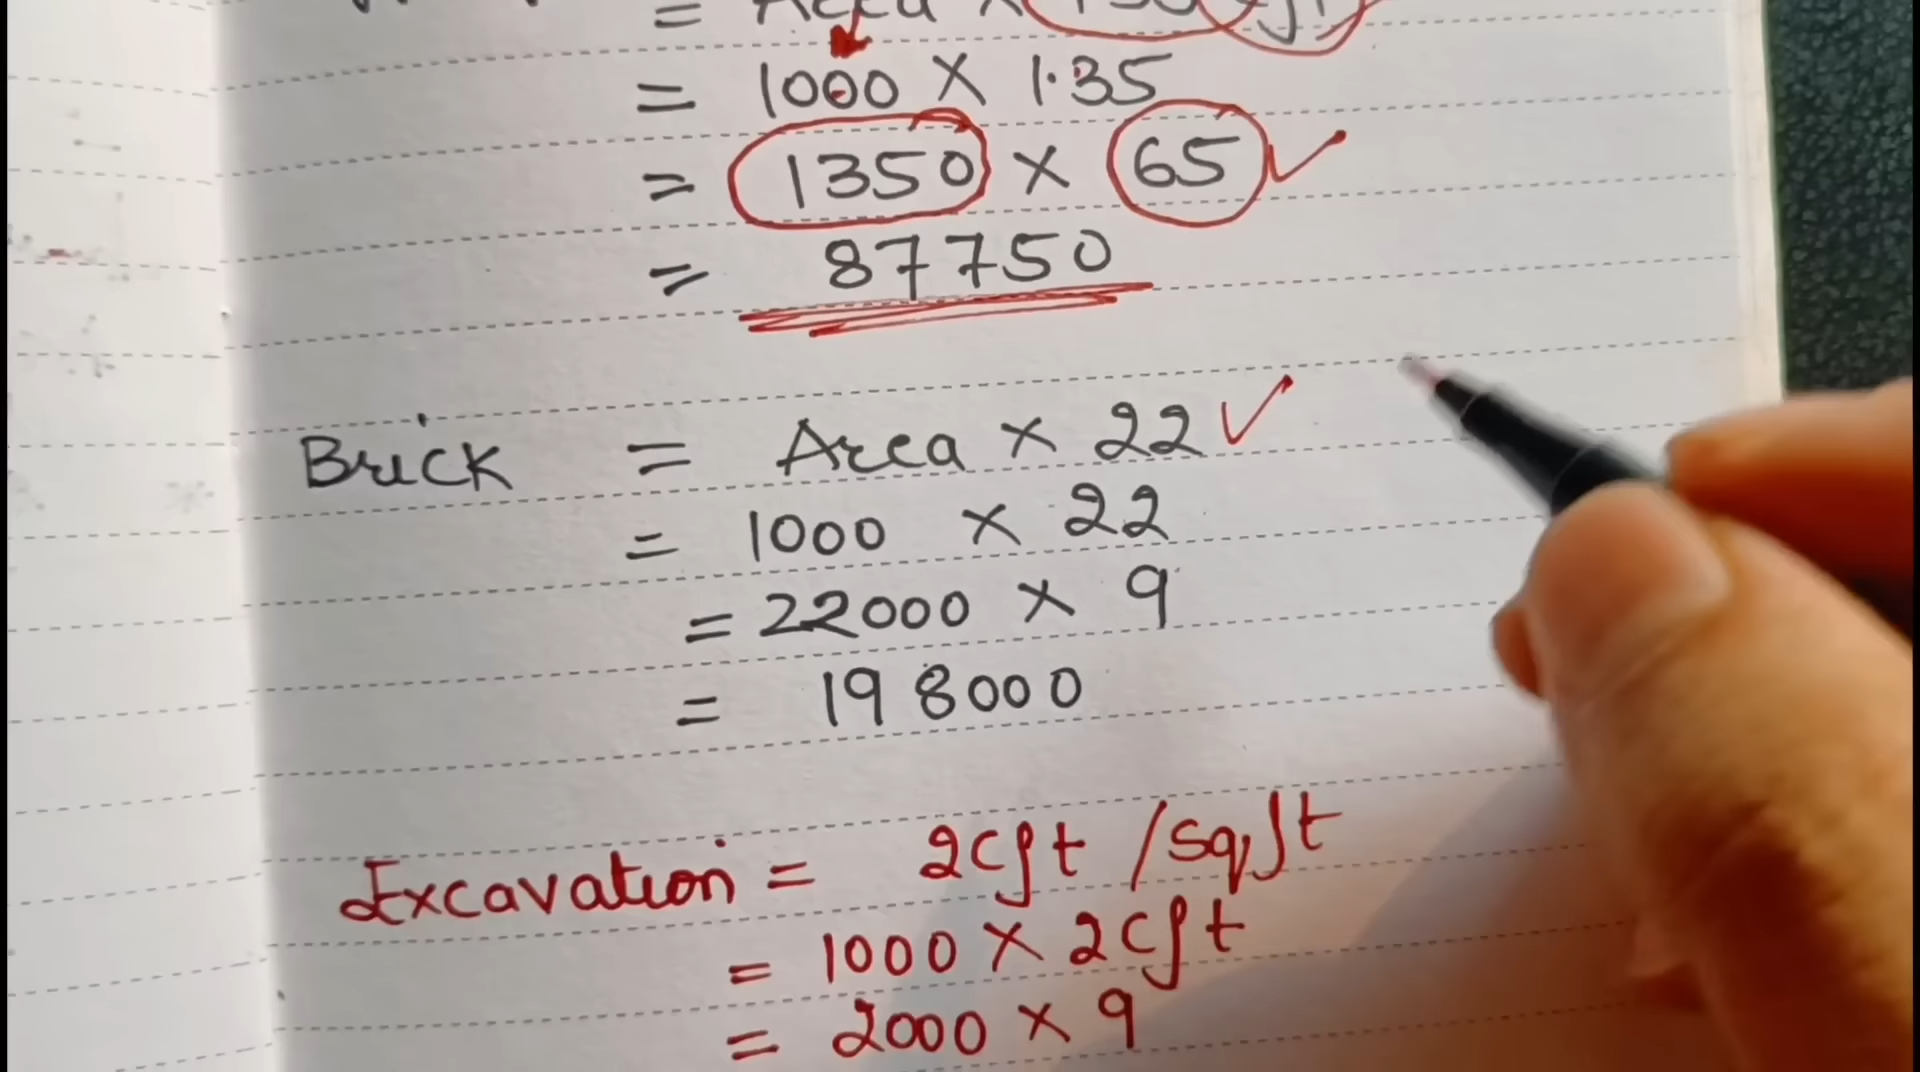 = Area ×
= 1000 × 1.35
= 1350 × 65 ✓
= 87750
Brick = Area × 22 ✓
= 1000 × 22
= 22000 × 9
= 198000
Excavation = 2cft /sqft
= 1000 × 2cft
= 2000 × 9